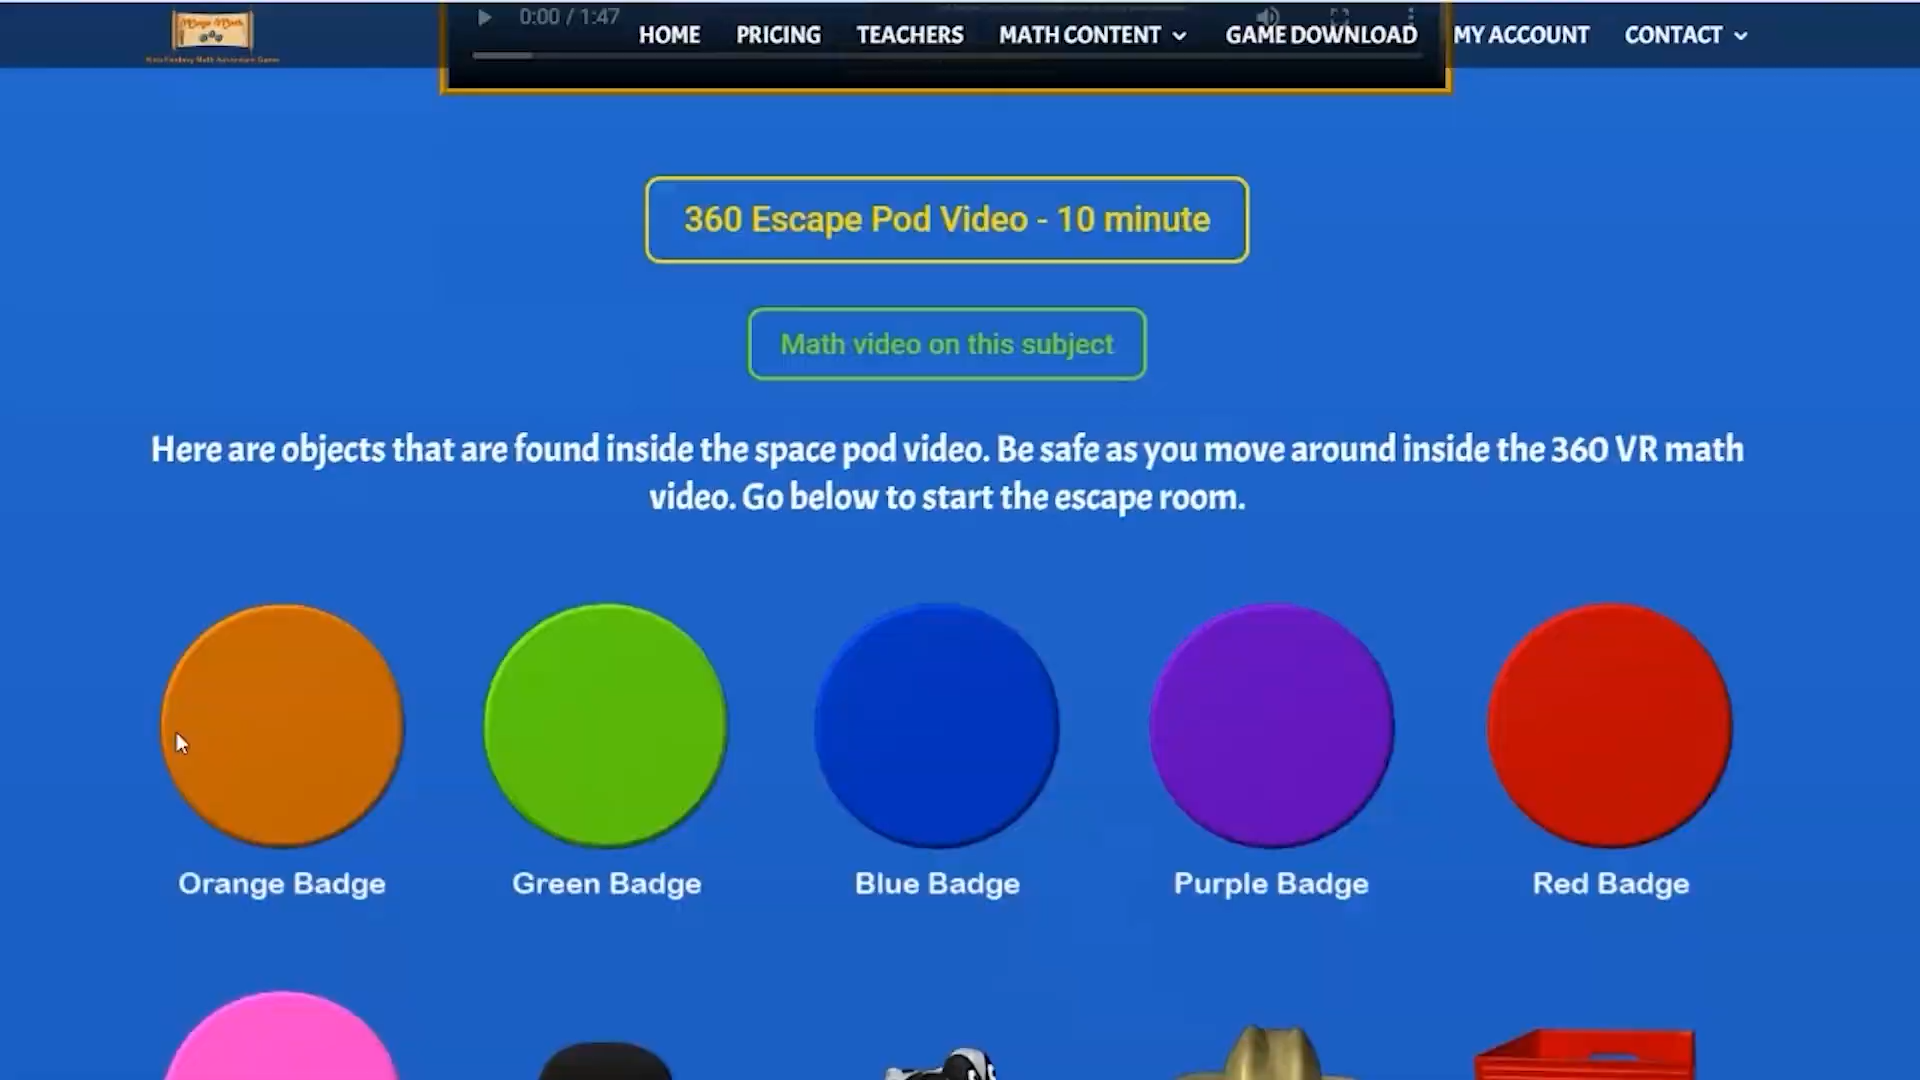 0:00 / 1:47
HOME PRICING TEACHERS MATH CONTENT GAME DOWNLOAD MY ACCOUNT CONTACT
360 Escape Pod Video - 10 minute
Math video on this subject
Here are objects that are found inside the space pod video. Be safe as you move around inside the 360 VR math
video. Go below to start the escape room.
Orange Badge Green Badge Blue Badge Purple Badge Red Badge